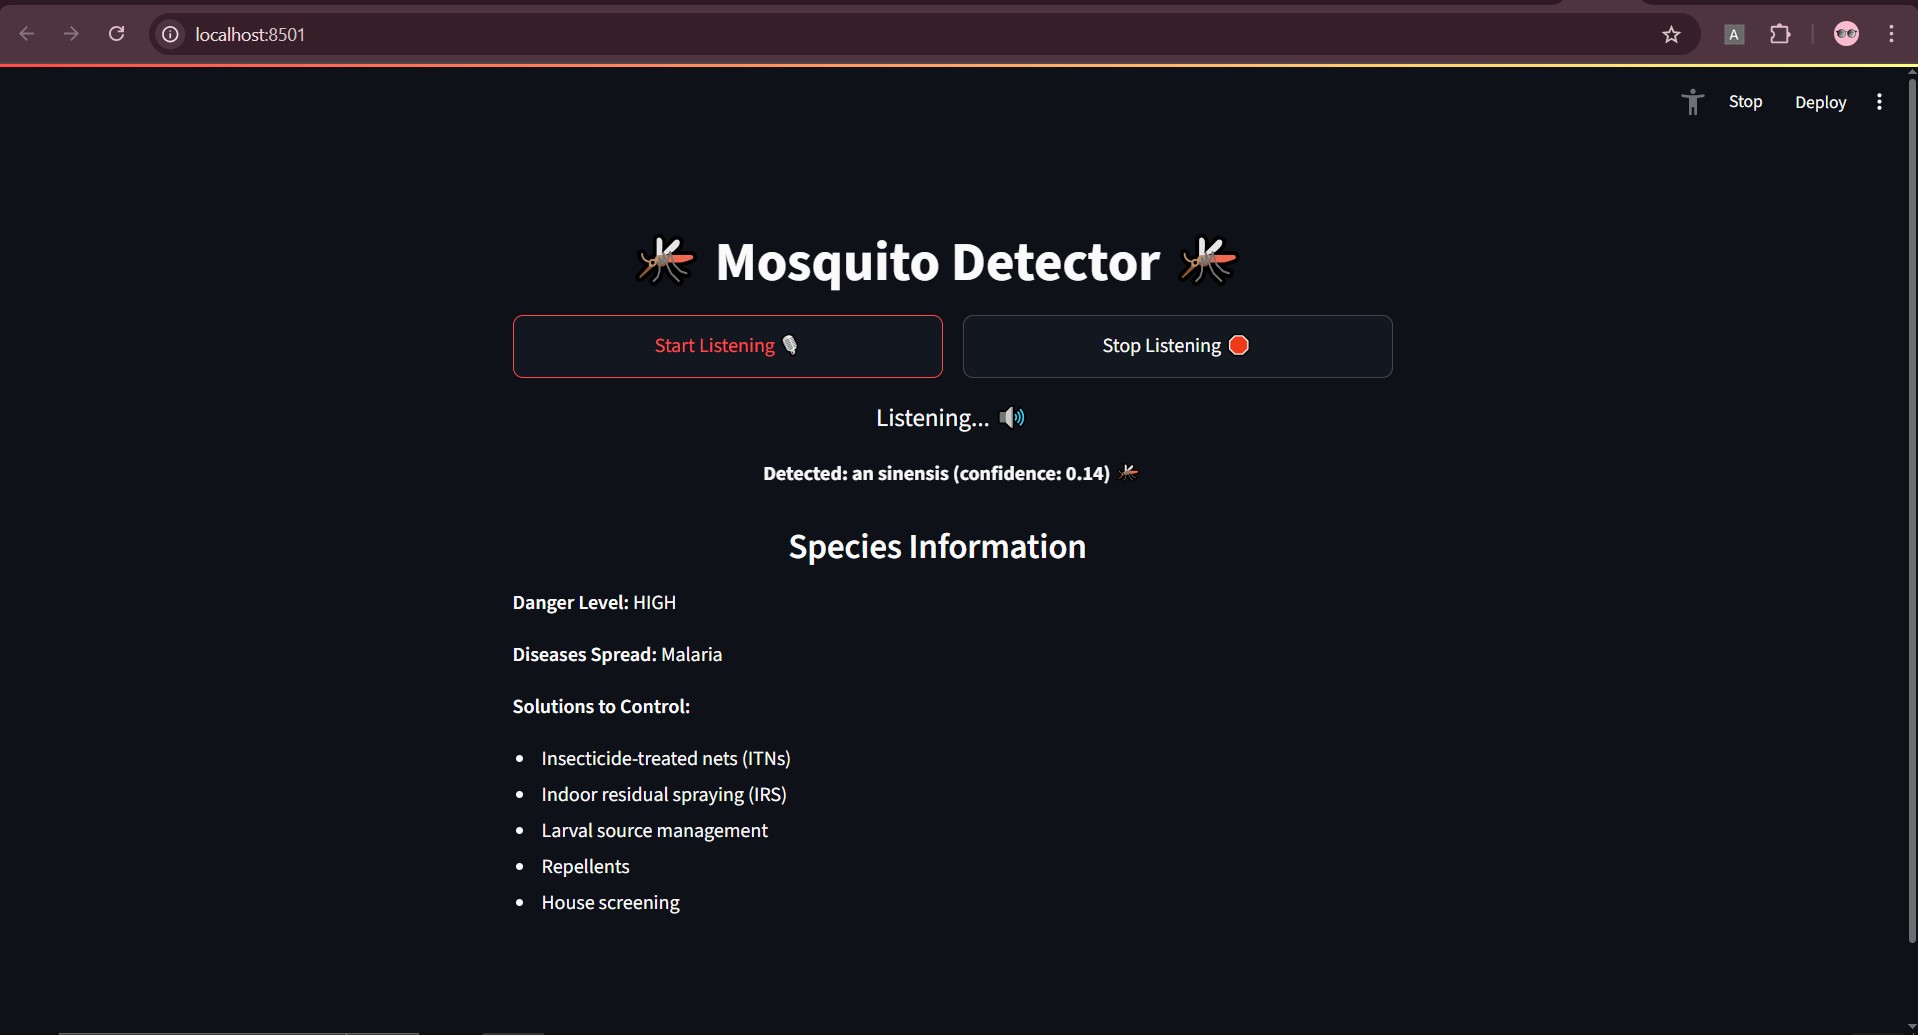 localhost:8501
A
Stop
Deploy
🦟 Mosquito Detector 🦟
Start Listening 🎙️
Stop Listening 🛑
Listening... 🔊
Detected: an sinensis (confidence: 0.14) 🦟
Species Information
Danger Level: HIGH
Diseases Spread: Malaria
Solutions to Control:
Insecticide-treated nets (ITNs)
Indoor residual spraying (IRS)
Larval source management
Repellents
House screening